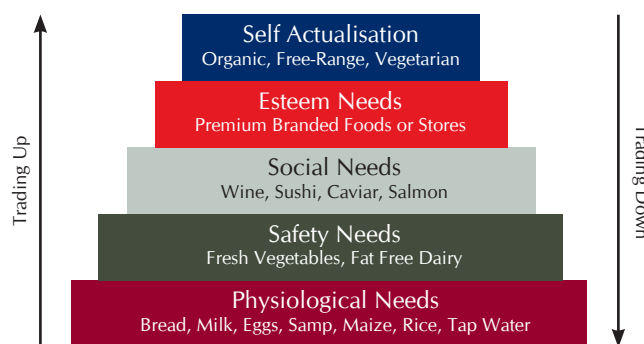 Self Actualisation
Organic, Free-Range, Vegetarian
Esteem Needs
Premium Branded Foods or Stores
Social Needs
Wine, Sushi, Caviar, Salmon
Safety Needs
Fresh Vegetables, Fat Free Dairy
Physiological Needs
Bread, Milk, Eggs, Samp, Maize, Rice, Tap Water
Trading Up
Trading Down